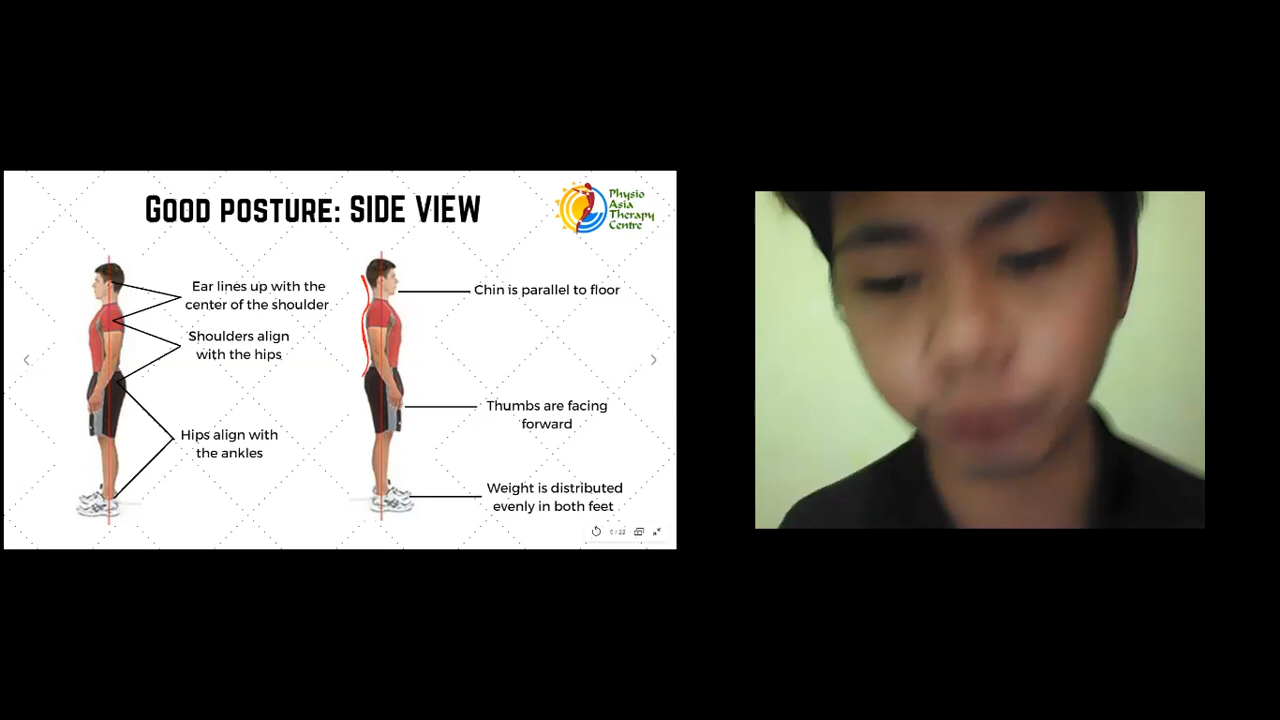 GOOD POSTURE: SIDE VIEW
Physio
Asia
Therapy
Centre
Ear lines up with the
center of the shoulder
Shoulders align
with the hips
Hips align with
the ankles
Chin is parallel to floor
Thumbs are facing
forward
Weight is distributed
evenly in both feet